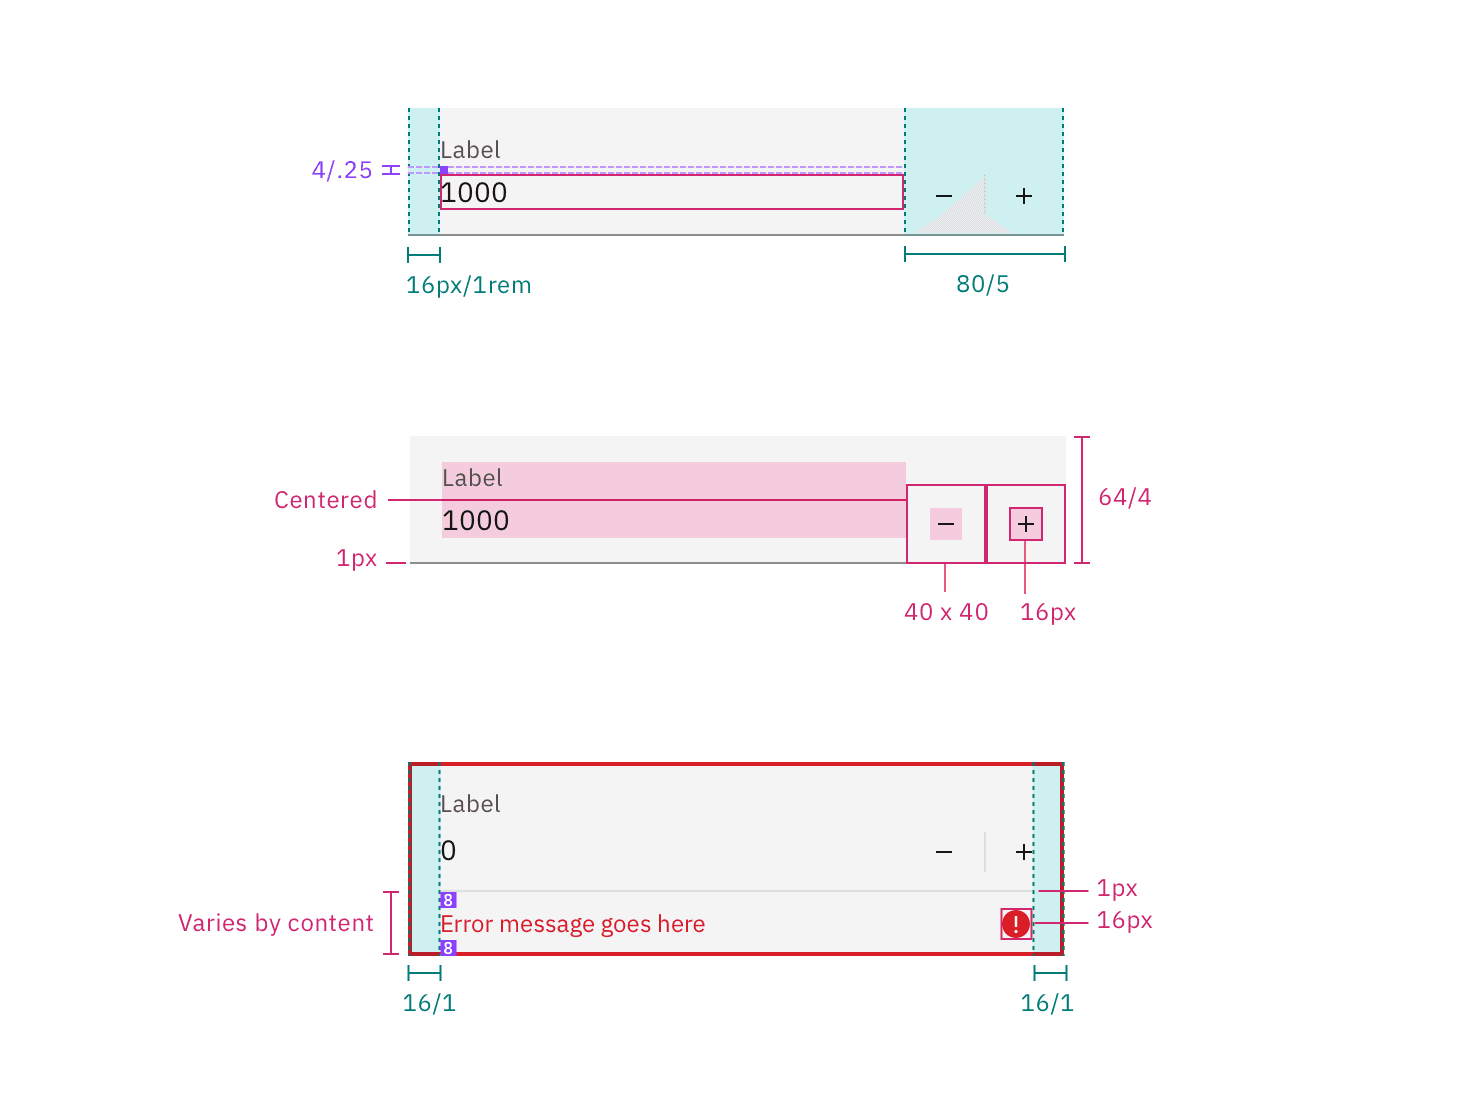 Label
4/.25
1000
16px/1rem
80/5
Label
Centered
64/4
1000
1px
40 x 40
16px
Label
0
1px
8
Varies by content
Error message goes here
16px
8
16/1
16/1